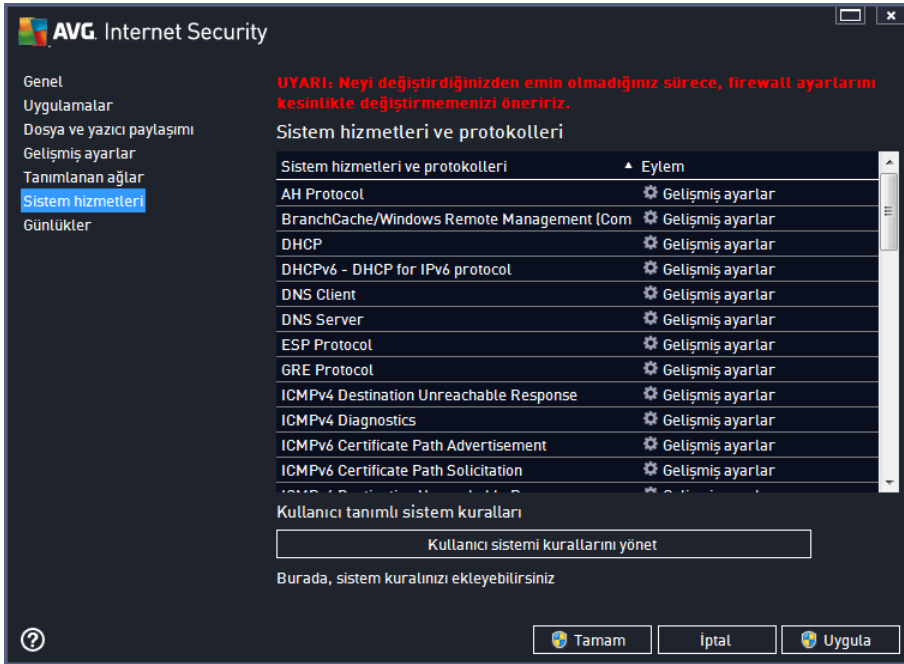 AVG Internet Security
Genel
Uygulamalar
Dosya ve yazıcı paylaşımı
Gelişmiş ayarlar
Tanımlanan ağlar
Sistem hizmetleri
Günlükler
UYARI: Neyi değiştirdiğinizden emin olmadığınız sürece, firewall ayarlarını
kesinlikle değiştirmemenizi öneririz.
Sistem hizmetleri ve protokolleri
Sistem hizmetleri ve protokolleri Eylem
AH Protocol Gelişmiş ayarlar
BranchCache/Windows Remote Management (Com Gelişmiş ayarlar
DHCP Gelişmiş ayarlar
DHCPv6 - DHCP for IPv6 protocol Gelişmiş ayarlar
DNS Client Gelişmiş ayarlar
DNS Server Gelişmiş ayarlar
ESP Protocol Gelişmiş ayarlar
GRE Protocol Gelişmiş ayarlar
ICMPv4 Destination Unreachable Response Gelişmiş ayarlar
ICMPv4 Diagnostics Gelişmiş ayarlar
ICMPv6 Certificate Path Advertisement Gelişmiş ayarlar
ICMPv6 Certificate Path Solicitation Gelişmiş ayarlar
Kullanıcı tanımlı sistem kuralları
Kullanıcı sistemi kurallarını yönet
Burada, sistem kuralınızı ekleyebilirsiniz
Tamam İptal Uygula